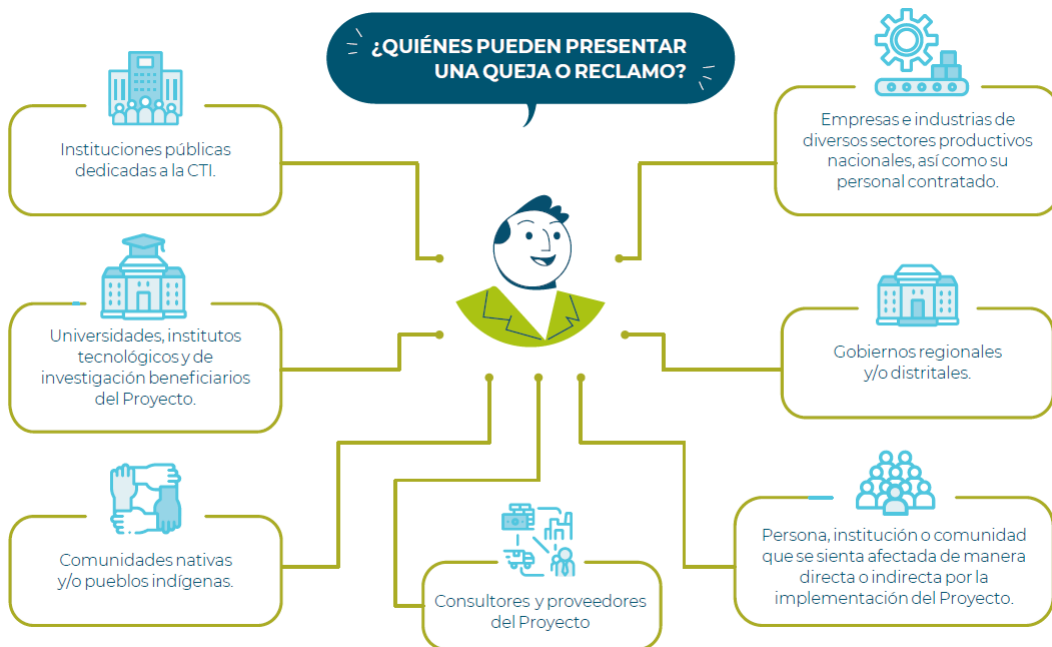 ¿QUIÉNES PUEDEN PRESENTAR
UNA QUEJA O RECLAMO?
Instituciones públicas
dedicadas a la CTI.
Empresas e industrias de
diversos sectores productivos
nacionales, así como su
personal contratado.
Universidades, institutos
tecnológicos y de
investigación beneficiarios
del Proyecto.
Gobiernos regionales
y/o distritales.
Comunidades nativas
y/o pueblos indígenas.
Consultores y proveedores
del Proyecto
Persona, institución o comunidad
que se sienta afectada de manera
directa o indirecta por la
implementación del Proyecto.